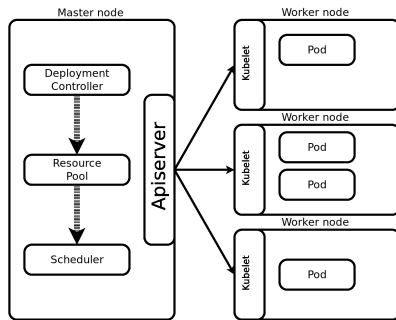 Master node
Deployment
Controller
Resource
Pool
Scheduler
Apiserver
Worker node
Kubelet
Pod
Worker node
Kubelet
Pod
Pod
Worker node
Kubelet
Pod